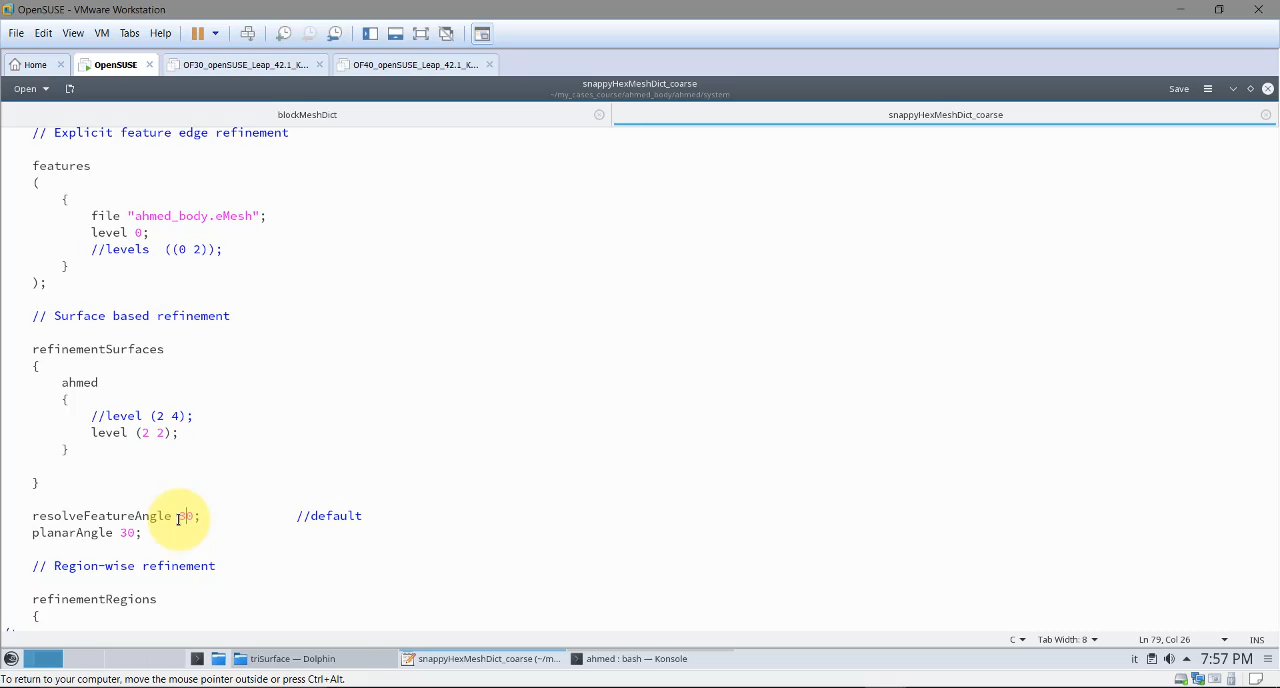 OpenSUSE - VMware Workstation
File Edit View VM Tabs Help
Home OpenSUSE OF30_openSUSE_Leap_42.1_K... OF40_openSUSE_Leap_42.1_K...
Open snappyHexMeshDict_coarse Save
~/my_cases_course/ahmed_body/ahmed/system
blockMeshDict snappyHexMeshDict_coarse
// Explicit feature edge refinement
features
(
{
file "ahmed_body.eMesh";
level 0;
//levels ((0 2));
}
);
// Surface based refinement
refinementSurfaces
{
ahmed
{
//level (2 4);
level (2 2);
}
}
resolveFeatureAngle 30; //default
planarAngle 30;
// Region-wise refinement
refinementRegions
{
C Tab Width: 8 Ln 79, Col 26 INS
triSurface — Dolphin snappyHexMeshDict_coarse (~/m... ahmed : bash — Konsole it 7:57 PM
To return to your computer, move the mouse pointer outside or press Ctrl+Alt.